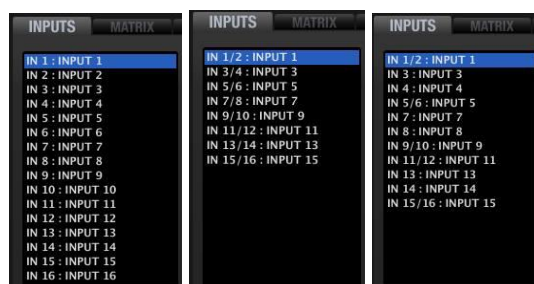 INPUTS MATRIX
IN 1 : INPUT 1
IN 2 : INPUT 2
IN 3 : INPUT 3
IN 4 : INPUT 4
IN 5 : INPUT 5
IN 6 : INPUT 6
IN 7 : INPUT 7
IN 8 : INPUT 8
IN 9 : INPUT 9
IN 10 : INPUT 10
IN 11 : INPUT 11
IN 12 : INPUT 12
IN 13 : INPUT 13
IN 14 : INPUT 14
IN 15 : INPUT 15
IN 16 : INPUT 16
INPUTS MATRIX
IN 1/2 : INPUT 1
IN 3/4 : INPUT 3
IN 5/6 : INPUT 5
IN 7/8 : INPUT 7
IN 9/10 : INPUT 9
IN 11/12 : INPUT 11
IN 13/14 : INPUT 13
IN 15/16 : INPUT 15
INPUTS MATRIX
IN 1/2 : INPUT 1
IN 3 : INPUT 3
IN 4 : INPUT 4
IN 5/6 : INPUT 5
IN 7 : INPUT 7
IN 8 : INPUT 8
IN 9/10 : INPUT 9
IN 11/12 : INPUT 11
IN 13 : INPUT 13
IN 14 : INPUT 14
IN 15/16 : INPUT 15